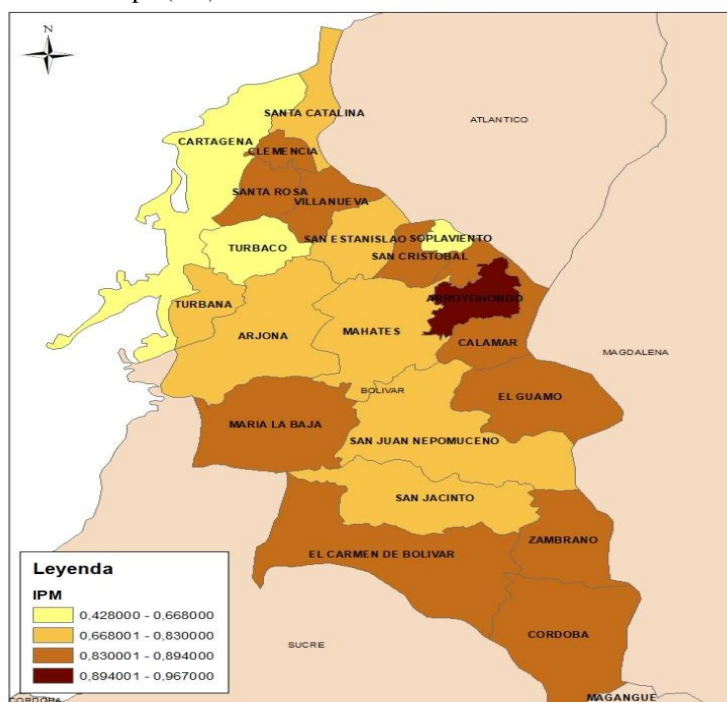 N
SANTA CATALINA
ATLANTICO
CARTAGENA
CLEMENCIA
SANTA ROSA
VILLANUEVA
SAN ESTANISLAO
SOPLAVIENTO
TURBACO
SAN CRISTOBAL
TURBANA
ARROYOHONDO
ARJONA
MAHATES
CALAMAR
MAGDALENA
BOLIVAR
EL GUAMO
MARIA LA BAJA
SAN JUAN NEPOMUCENO
SAN JACINTO
ZAMBRANO
EL CARMEN DE BOLIVAR
CORDOBA
SUCRE
MAGANGUE
CORDOBA
Leyenda
IPM
0,428000 - 0,668000
0,668001 - 0,830000
0,830001 - 0,894000
0,894001 - 0,967000